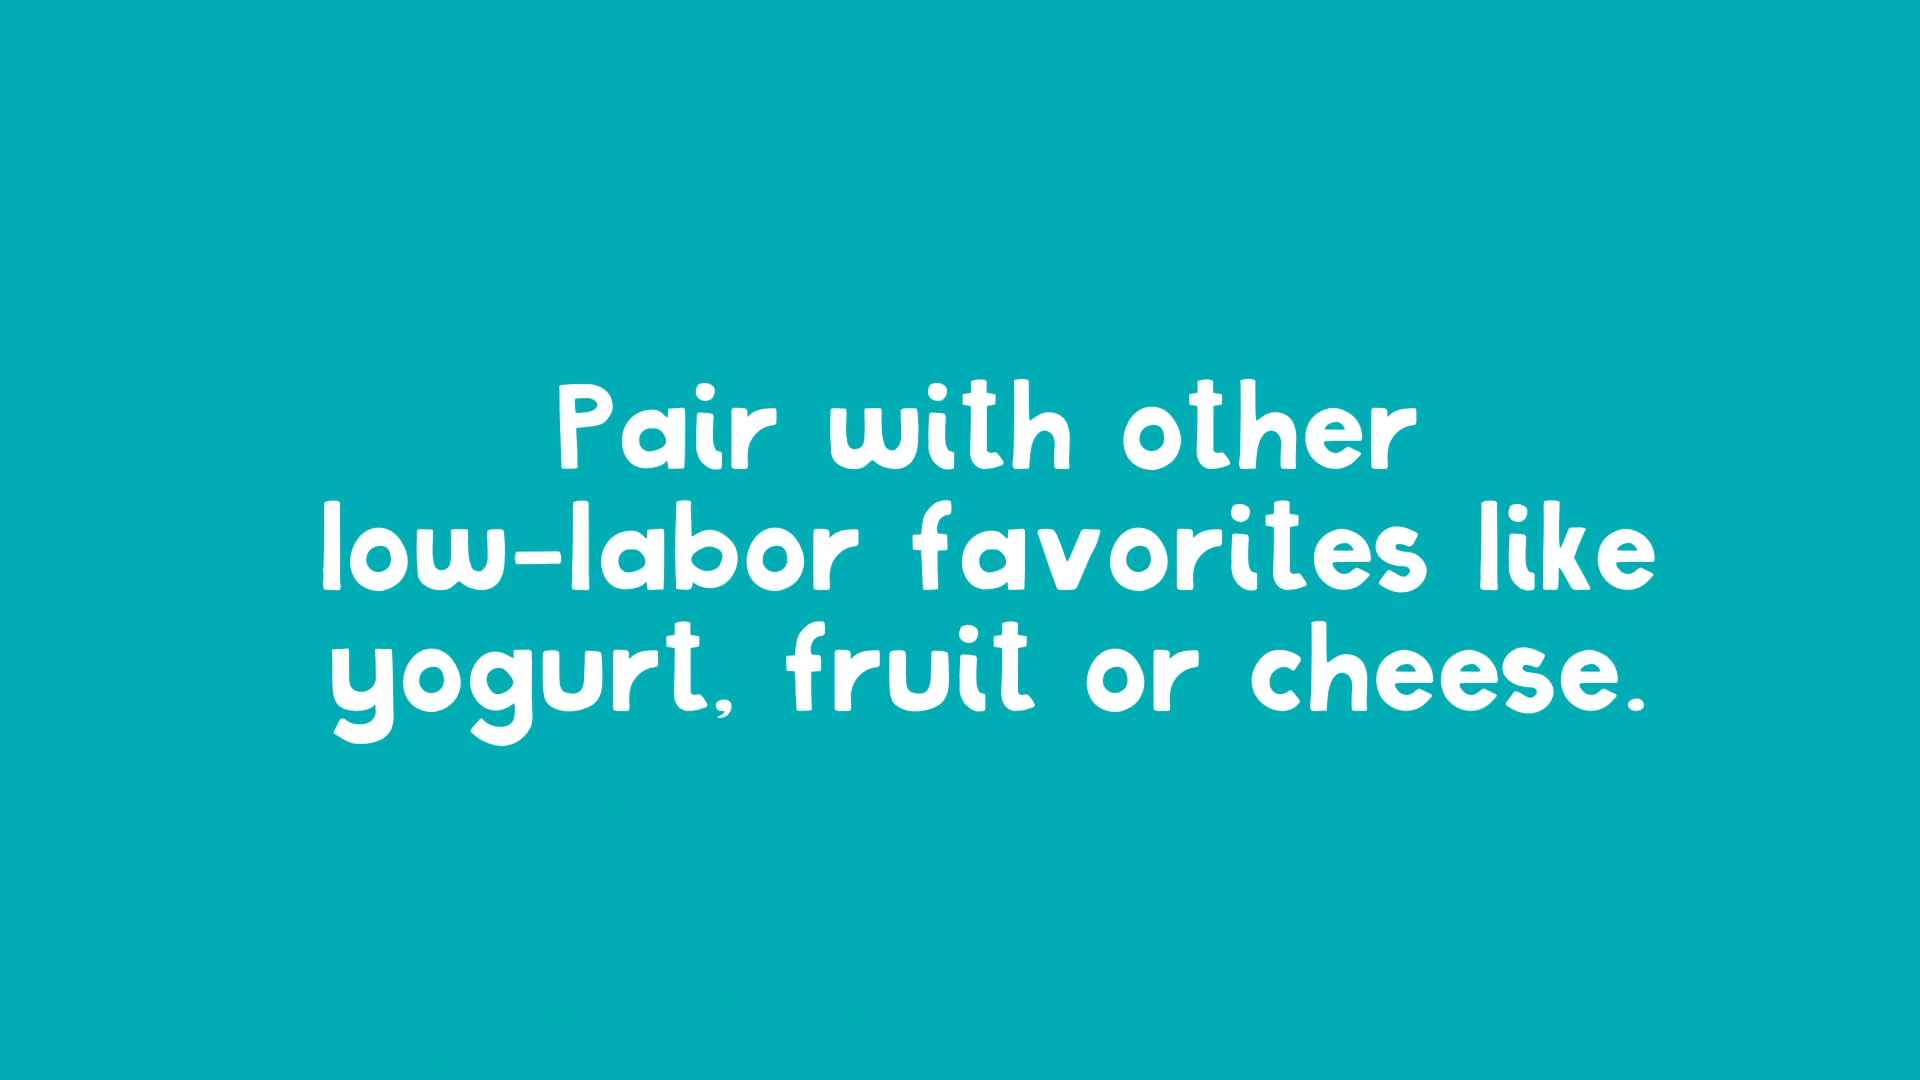 Pair with other
low-labor favorites like
yogurt, fruit or cheese.